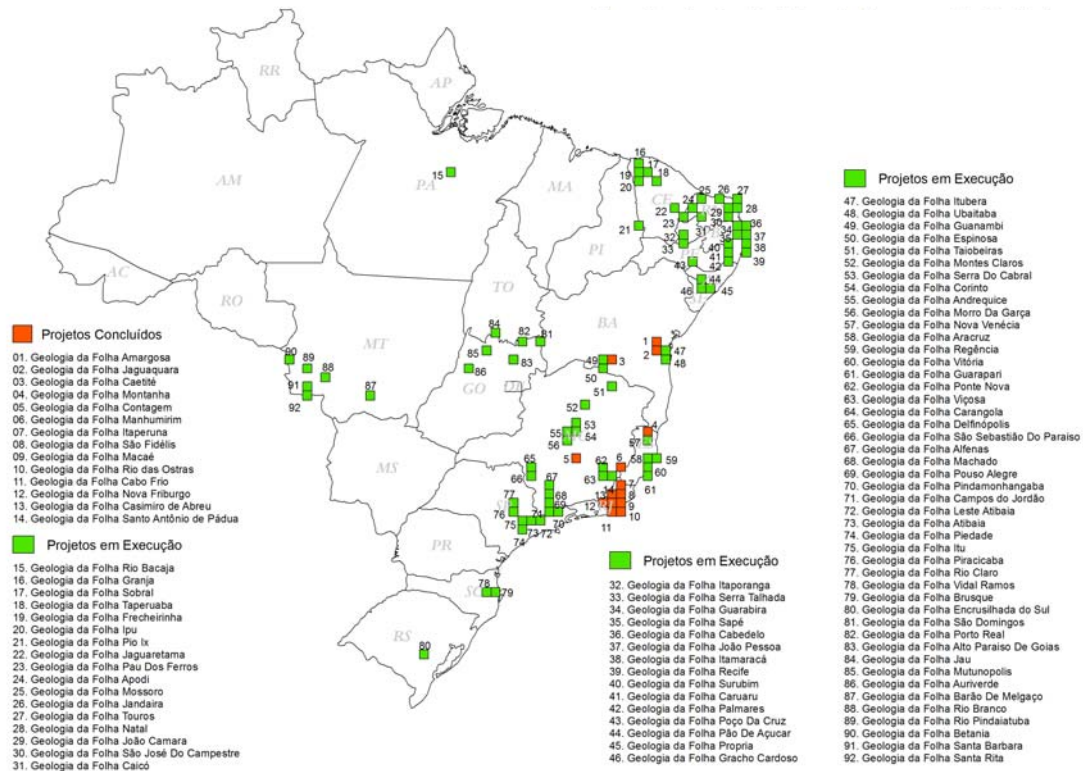 RR
AP
AM
PA
MA
CE
PI
AC
RO
TO
BA
MT
GO
DF
MS
PR
SC
RS
Projetos Concluídos
01. Geologia da Folha Amargosa
02. Geologia da Folha Jaguaquara
03. Geologia da Folha Caetité
04. Geologia da Folha Montanha
05. Geologia da Folha Contagem
06. Geologia da Folha Manhumirim
07. Geologia da Folha Itaperuna
08. Geologia da Folha São Fidélis
09. Geologia da Folha Macaé
10. Geologia da Folha Rio das Ostras
11. Geologia da Folha Cabo Frio
12. Geologia da Folha Nova Friburgo
13. Geologia da Folha Casimiro de Abreu
14. Geologia da Folha Santo Antônio de Pádua
Projetos em Execução
15. Geologia da Folha Rio Bacaja
16. Geologia da Folha Granja
17. Geologia da Folha Sobral
18. Geologia da Folha Taperuaba
19. Geologia da Folha Frecheirinha
20. Geologia da Folha Ipu
21. Geologia da Folha Pio Ix
22. Geologia da Folha Jaguaretama
23. Geologia da Folha Pau Dos Ferros
24. Geologia da Folha Apodi
25. Geologia da Folha Mossoro
26. Geologia da Folha Jandaira
27. Geologia da Folha Touros
28. Geologia da Folha Natal
29. Geologia da Folha João Camara
30. Geologia da Folha São José Do Campestre
31. Geologia da Folha Caicó
Projetos em Execução
32. Geologia da Folha Itaporanga
33. Geologia da Folha Serra Talhada
34. Geologia da Folha Guarabira
35. Geologia da Folha Sapé
36. Geologia da Folha Cabedelo
37. Geologia da Folha João Pessoa
38. Geologia da Folha Itamaracá
39. Geologia da Folha Recife
40. Geologia da Folha Surubim
41. Geologia da Folha Caruaru
42. Geologia da Folha Palmares
43. Geologia da Folha Poço Da Cruz
44. Geologia da Folha Pão De Açucar
45. Geologia da Folha Propria
46. Geologia da Folha Gracho Cardoso
Projetos em Execução
47. Geologia da Folha Itubera
48. Geologia da Folha Ubaitaba
49. Geologia da Folha Guanambi
50. Geologia da Folha Espinosa
51. Geologia da Folha Taiobeiras
52. Geologia da Folha Montes Claros
53. Geologia da Folha Serra Do Cabral
54. Geologia da Folha Corinto
55. Geologia da Folha Andrequice
56. Geologia da Folha Morro Da Garça
57. Geologia da Folha Nova Venécia
58. Geologia da Folha Aracruz
59. Geologia da Folha Regência
60. Geologia da Folha Vitória
61. Geologia da Folha Guarapari
62. Geologia da Folha Ponte Nova
63. Geologia da Folha Viçosa
64. Geologia da Folha Carangola
65. Geologia da Folha Delfinópolis
66. Geologia da Folha São Sebastião Do Paraiso
67. Geologia da Folha Alfenas
68. Geologia da Folha Machado
69. Geologia da Folha Pouso Alegre
70. Geologia da Folha Pindamonhangaba
71. Geologia da Folha Campos do Jordão
72. Geologia da Folha Leste Atibaia
73. Geologia da Folha Atibaia
74. Geologia da Folha Piedade
75. Geologia da Folha Itu
76. Geologia da Folha Piracicaba
77. Geologia da Folha Rio Claro
78. Geologia da Folha Vidal Ramos
79. Geologia da Folha Brusque
80. Geologia da Folha Encrusilhada do Sul
81. Geologia da Folha São Domingos
82. Geologia da Folha Porto Real
83. Geologia da Folha Alto Paraiso De Goias
84. Geologia da Folha Jau
85. Geologia da Folha Mutunopolis
86. Geologia da Folha Auriverde
87. Geologia da Folha Barão De Melgaço
88. Geologia da Folha Rio Branco
89. Geologia da Folha Rio Pindaiatuba
90. Geologia da Folha Betania
91. Geologia da Folha Santa Barbara
92. Geologia da Folha Santa Rita